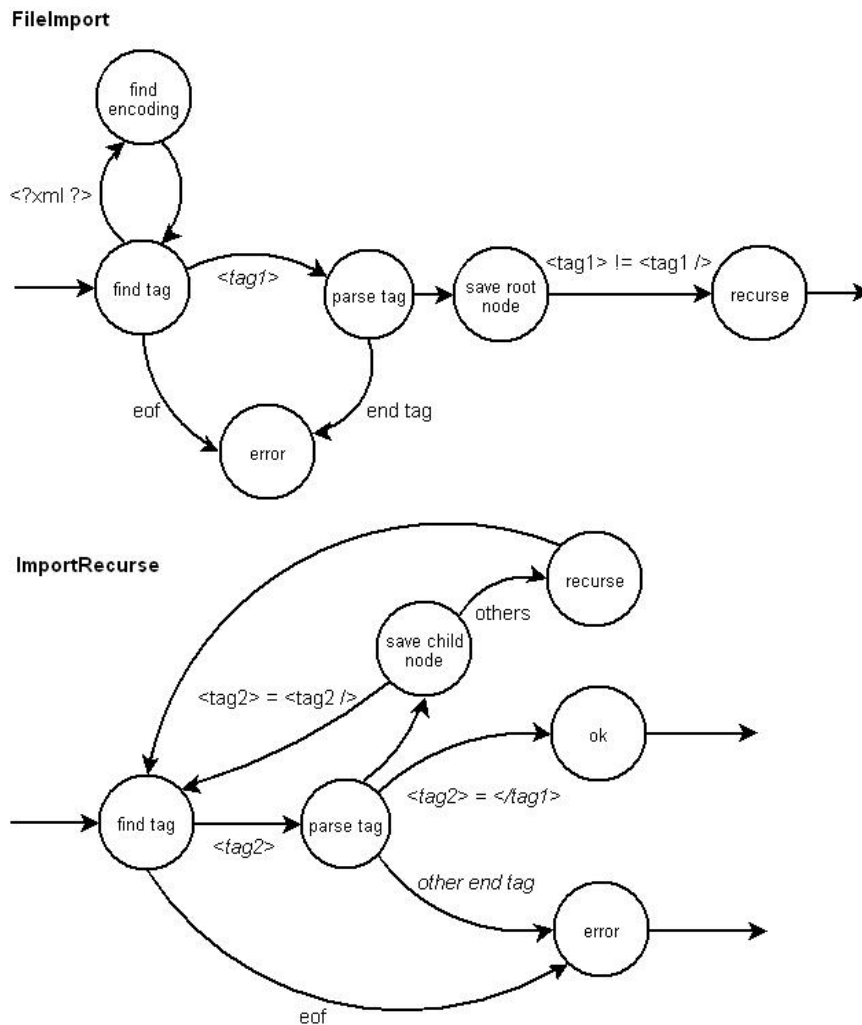 FileImport
find
encoding
<?xml ?>
find tag
<tag1>
parse tag
save root
node
<tag1> != <tag1 />
recurse
eof
end tag
error
ImportRecurse
recurse
others
save child
node
<tag2> = <tag2 />
ok
<tag2> = </tag1>
find tag
<tag2>
parse tag
other end tag
error
eof